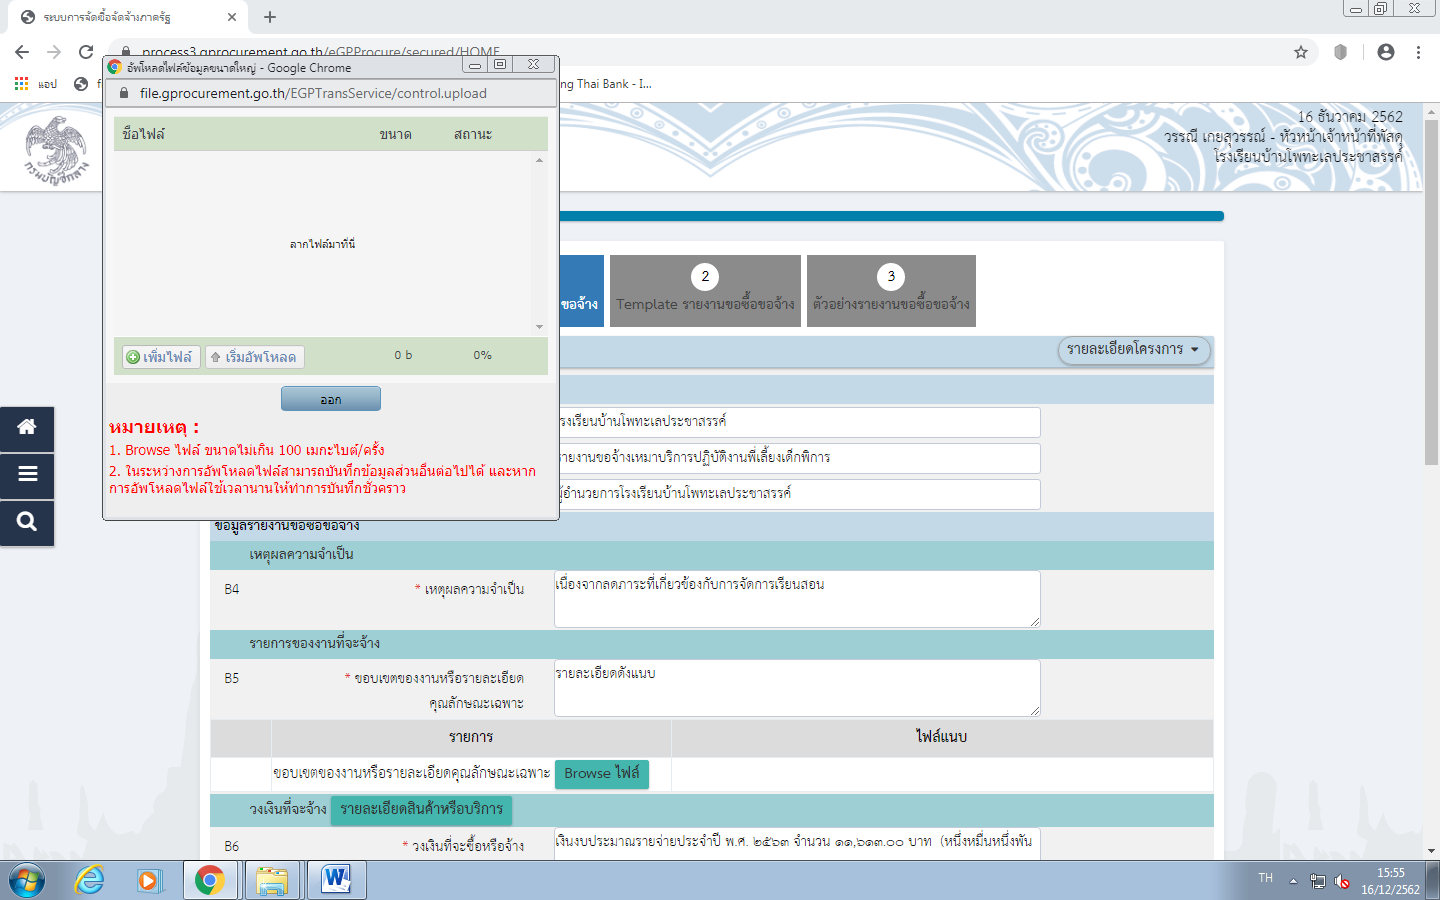 ระบบการจัดซื้อจัดจ้างภาครัฐ
process3.gprocurement.go.th/eGPProcure/secured/HOME
แอป
ng Thai Bank - I...
อัพโหลดไฟล์ข้อมูลขนาดใหญ่ - Google Chrome
file.gprocurement.go.th/EGPTransService/control.upload
ชื่อไฟล์ ขนาด สถานะ
ลากไฟล์มาที่นี่
เพิ่มไฟล์ เริ่มอัพโหลด 0 b 0%
ออก
หมายเหตุ :
1. Browse ไฟล์ ขนาดไม่เกิน 100 เมกะไบต์/ครั้ง
2. ในระหว่างการอัพโหลดไฟล์สามารถบันทึกข้อมูลส่วนอื่นต่อไปได้ และหาก
การอัพโหลดไฟล์ใช้เวลานานให้ทำการบันทึกชั่วคราว
กรมบัญชีกลาง
16 ธันวาคม 2562
วรรณี เกยสุวรรณ์ - หัวหน้าเจ้าหน้าที่พัสดุ
โรงเรียนบ้านโพทะเลประชาสรรค์
ขอจ้าง
2
Template รายงานขอซื้อขอจ้าง
3
ตัวอย่างรายงานขอซื้อขอจ้าง
รายละเอียดโครงการ
โรงเรียนบ้านโพทะเลประชาสรรค์
รายงานขอจ้างเหมาบริการปฏิบัติงานพี่เลี้ยงเด็กพิการ
ผู้อำนวยการโรงเรียนบ้านโพทะเลประชาสรรค์
ข้อมูลรายงานขอซื้อขอจ้าง
เหตุผลความจำเป็น
B4 * เหตุผลความจำเป็น เนื่องจากลดภาระที่เกี่ยวข้องกับการจัดการเรียนสอน
รายการของงานที่จะจ้าง
B5 * ขอบเขตของงานหรือรายละเอียด รายละเอียดดังแนบ
คุณลักษณะเฉพาะ
รายการ ไฟล์แนบ
ขอบเขตของงานหรือรายละเอียดคุณลักษณะเฉพาะ Browse ไฟล์
วงเงินที่จะจ้าง รายละเอียดสินค้าหรือบริการ
B6 * วงเงินที่จะซื้อหรือจ้าง เงินงบประมาณรายจ่ายประจำปี พ.ศ. ๒๕๖๓ จำนวน ๑๑,๖๑๓.๐๐ บาท (หนึ่งหมื่นหนึ่งพัน
TH
15:55
16/12/2562